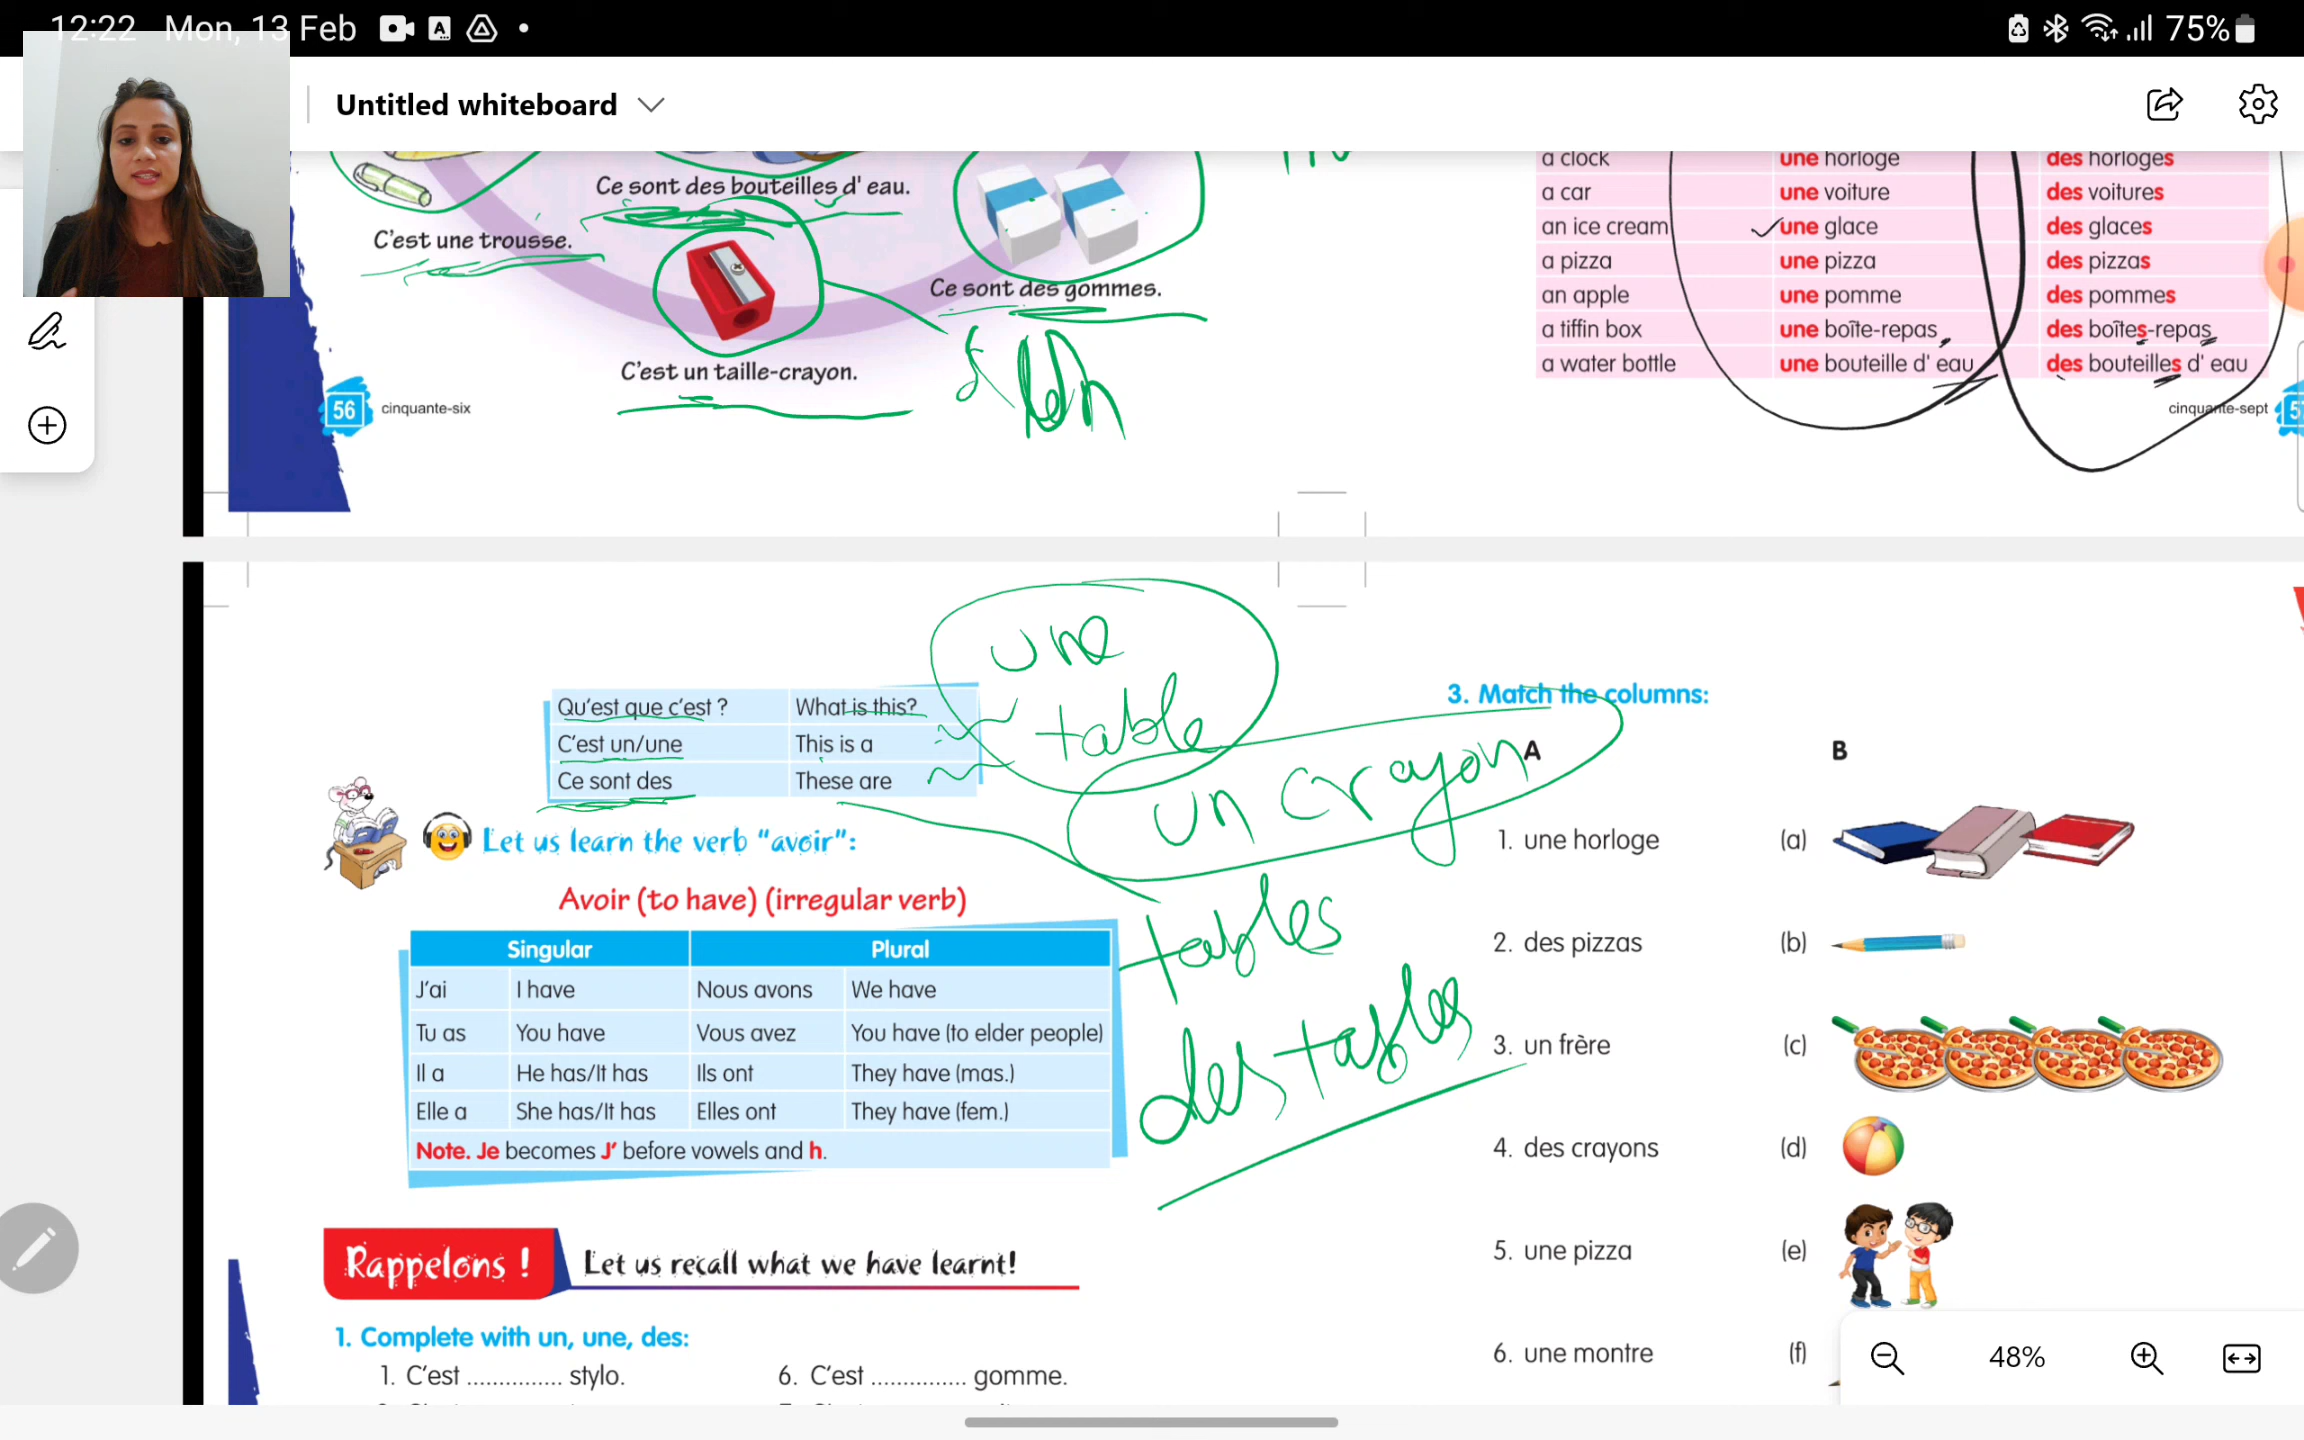 12:22 Mon, 13 Feb
75%
Untitled whiteboard
Ce sont des bouteilles d' eau.
C'est une trousse.
Ce sont des gommes.
C'est un taille-crayon.
56 cinquante-six
a clock une horloge des horloges
a car une voiture des voitures
an ice cream une glace des glaces
a pizza une pizza des pizzas
an apple une pomme des pommes
a tiffin box une boîte-repas des boîtes-repas
a water bottle une bouteille d' eau des bouteilles d' eau
cinquante-sept 5
Qu'est que c'est ? What is this?
C'est un/une This is a
Ce sont des These are
une
table
un crayon
tables
des tables
Let us learn the verb "avoir":
Avoir (to have) (irregular verb)
Singular Plural
J'ai I have Nous avons We have
Tu as You have Vous avez You have (to elder people)
Il a He has/It has Ils ont They have (mas.)
Elle a She has/It has Elles ont They have (fem.)
Note. Je becomes J' before vowels and h.
Rappelons ! Let us recall what we have learnt!
1. Complete with un, une, des:
1. C'est ............... stylo. 6. C'est ............... gomme.
3. Match the columns:
A B
1. une horloge (a)
2. des pizzas (b)
3. un frère (c)
4. des crayons (d)
5. une pizza (e)
6. une montre (f)
48%